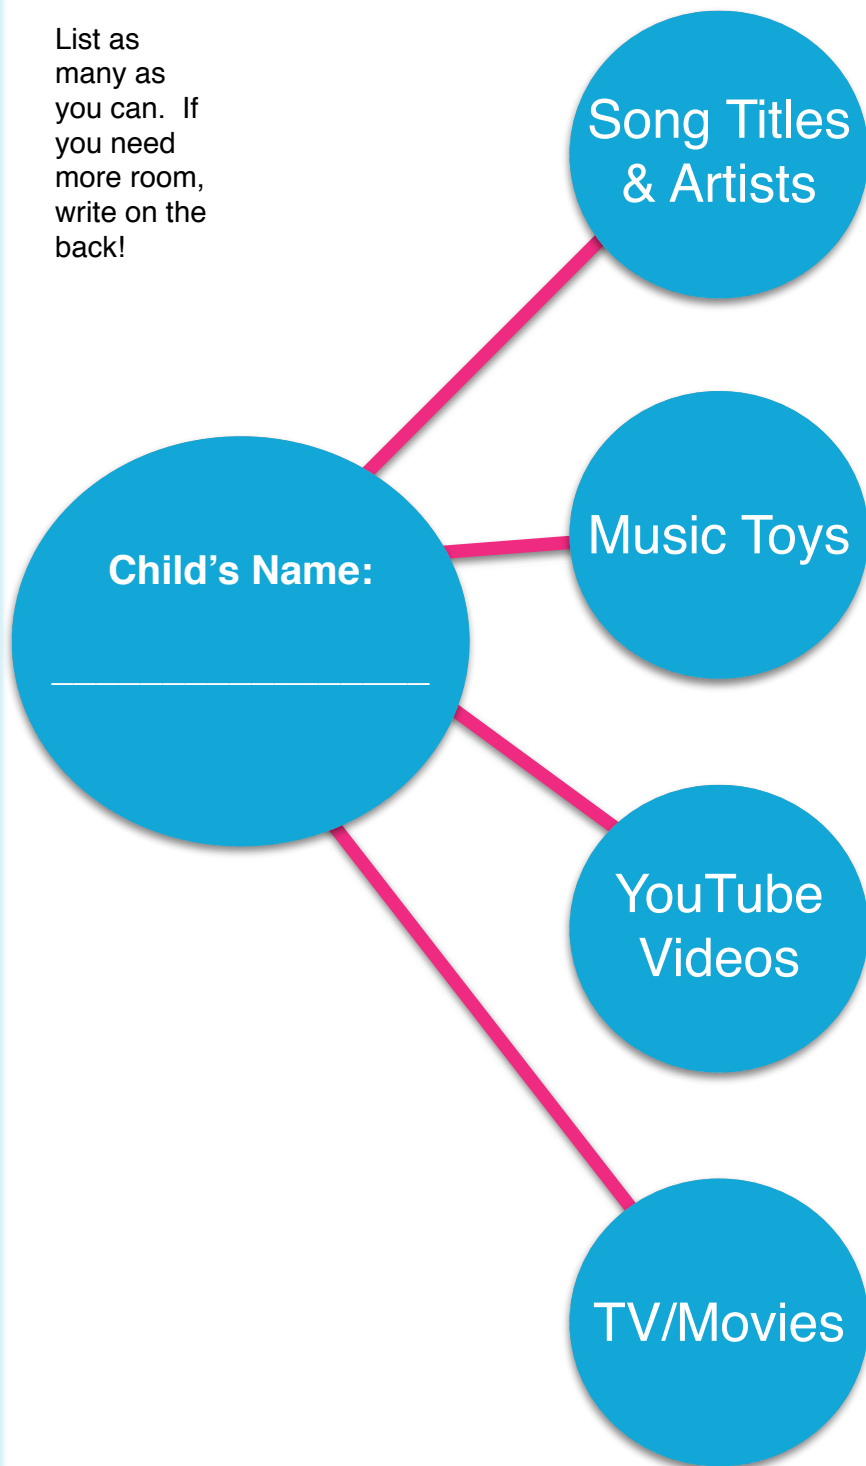 List as
many as
you can.  If
you need
more room,
write on the
back!
Song Titles
& Artists
Music Toys
Child’s Name:
__________________
YouTube
Videos
TV/Movies